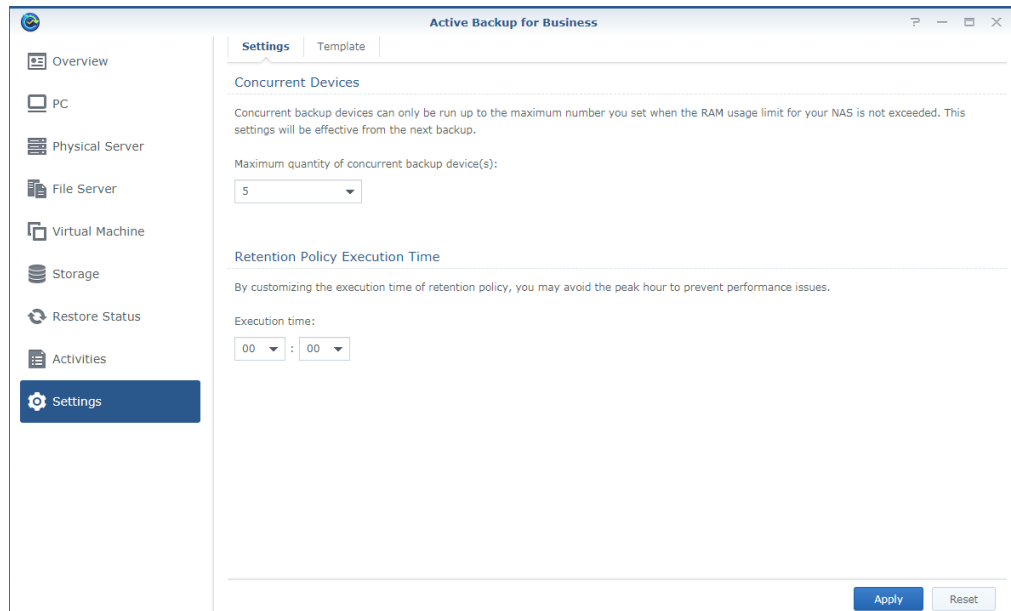 Active Backup for Business
Overview
PC
Physical Server
File Server
Virtual Machine
Storage
Restore Status
Activities
Settings
Settings Template
Concurrent Devices
Concurrent backup devices can only be run up to the maximum number you set when the RAM usage limit for your NAS is not exceeded. This
settings will be effective from the next backup.
Maximum quantity of concurrent backup device(s):
5
Retention Policy Execution Time
By customizing the execution time of retention policy, you may avoid the peak hour to prevent performance issues.
Execution time:
00 : 00
Apply Reset